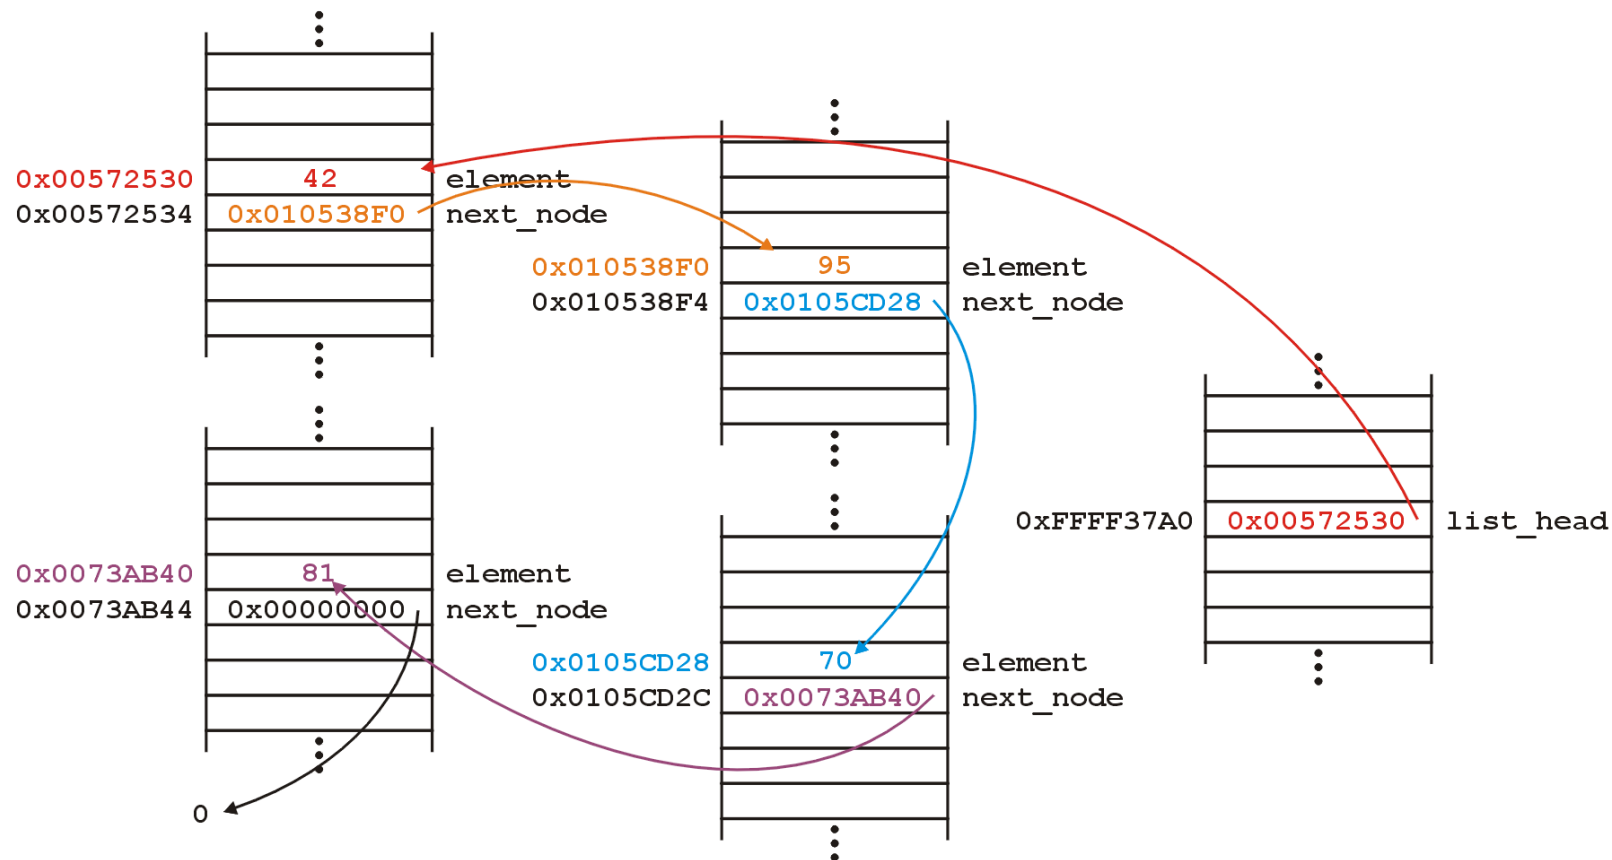 0x00572530 42 element
0x00572534 0x010538F0 next_node
0x010538F0 95 element
0x010538F4 0x0105CD28 next_node
0xFFFF37A0 0x00572530 list_head
0x0073AB40 81 element
0x0073AB44 0x00000000 next_node
0x0105CD28 70 element
0x0105CD2C 0x0073AB40 next_node
0